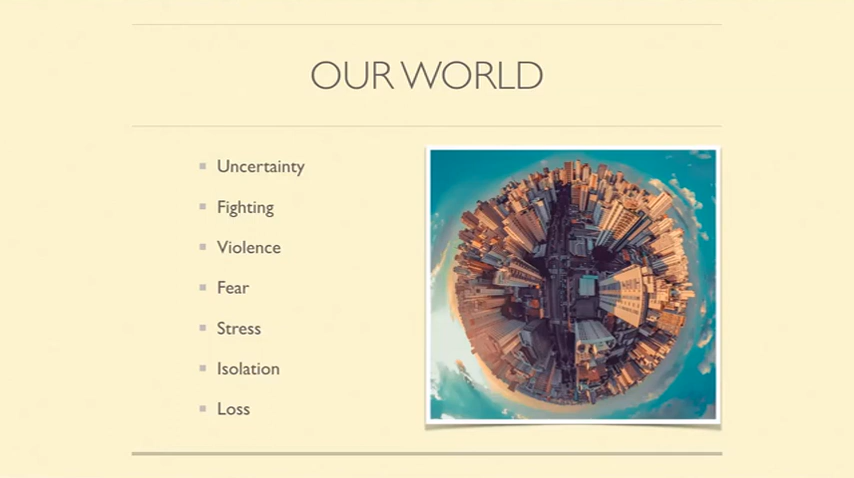 OUR WORLD
Uncertainty
Fighting
Violence
Fear
Stress
Isolation
Loss